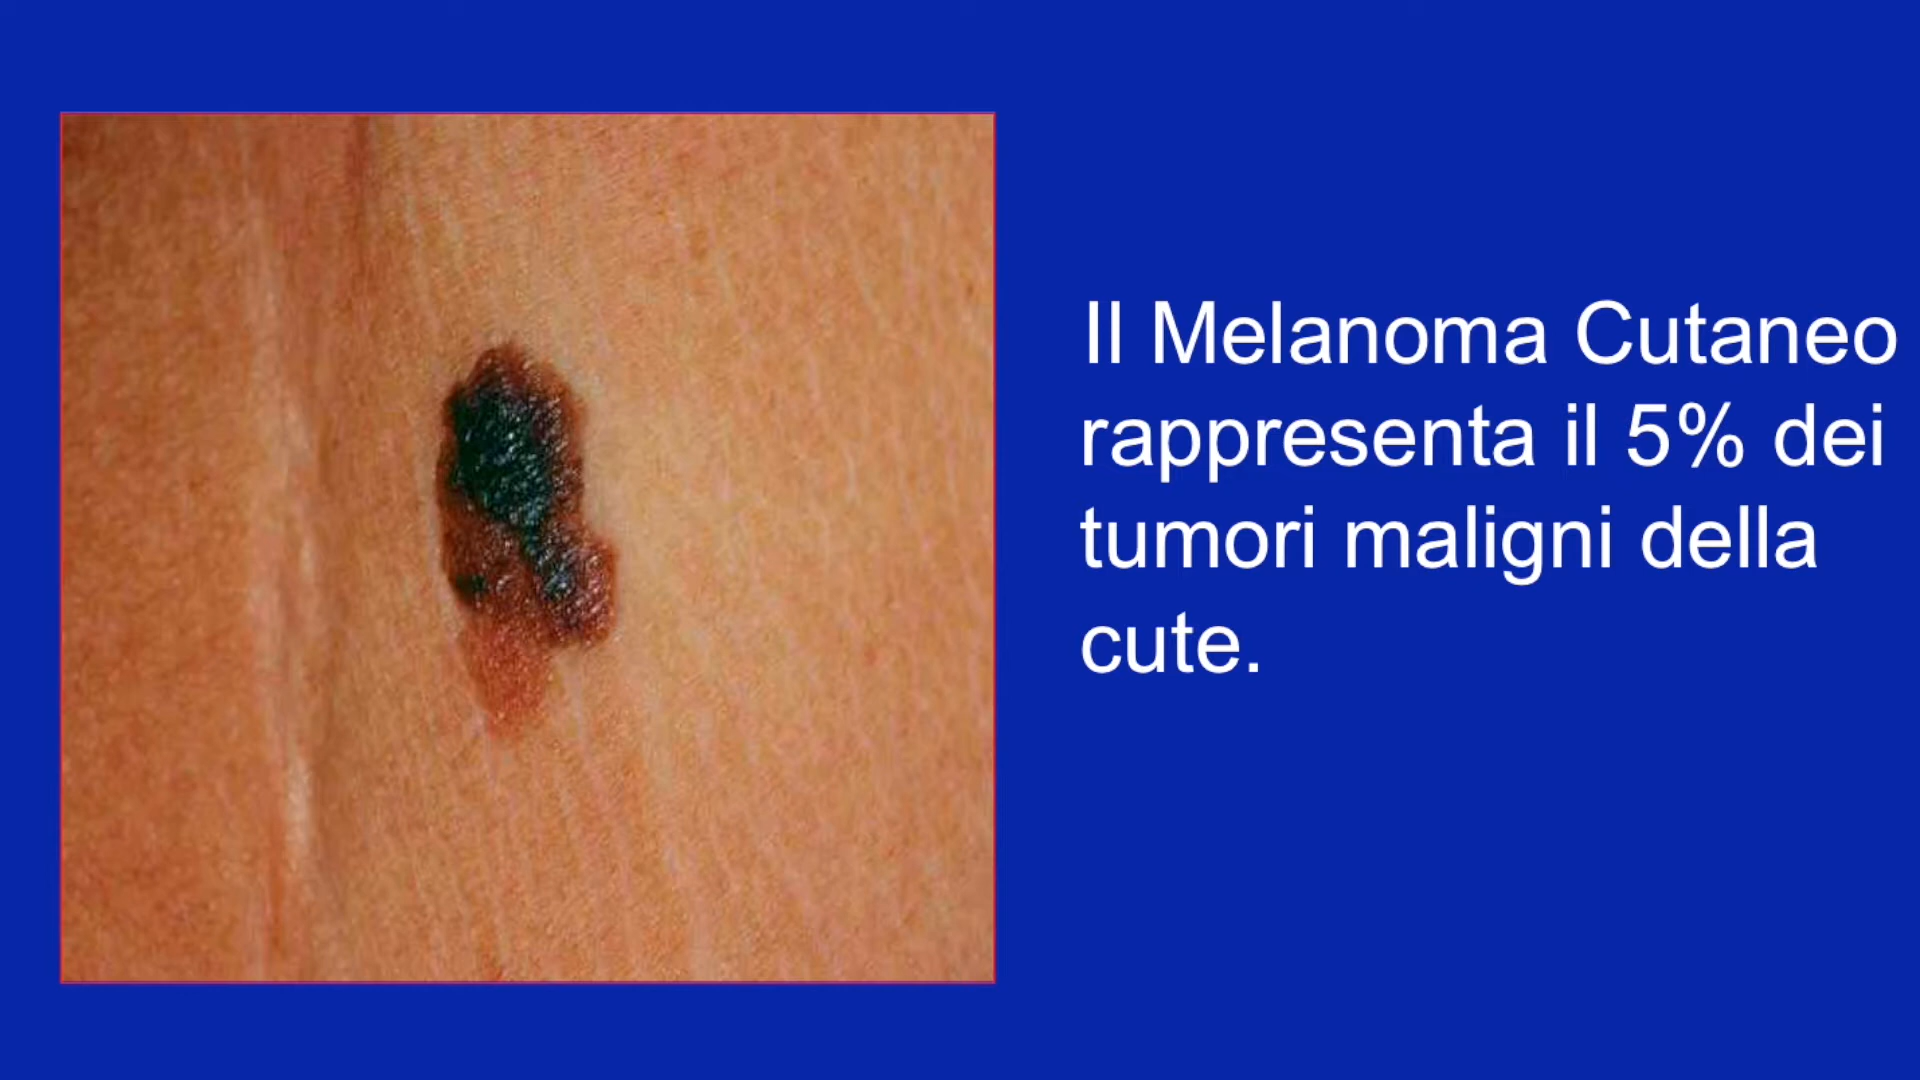 Il Melanoma Cutaneo
rappresenta il 5% dei
tumori maligni della
cute.